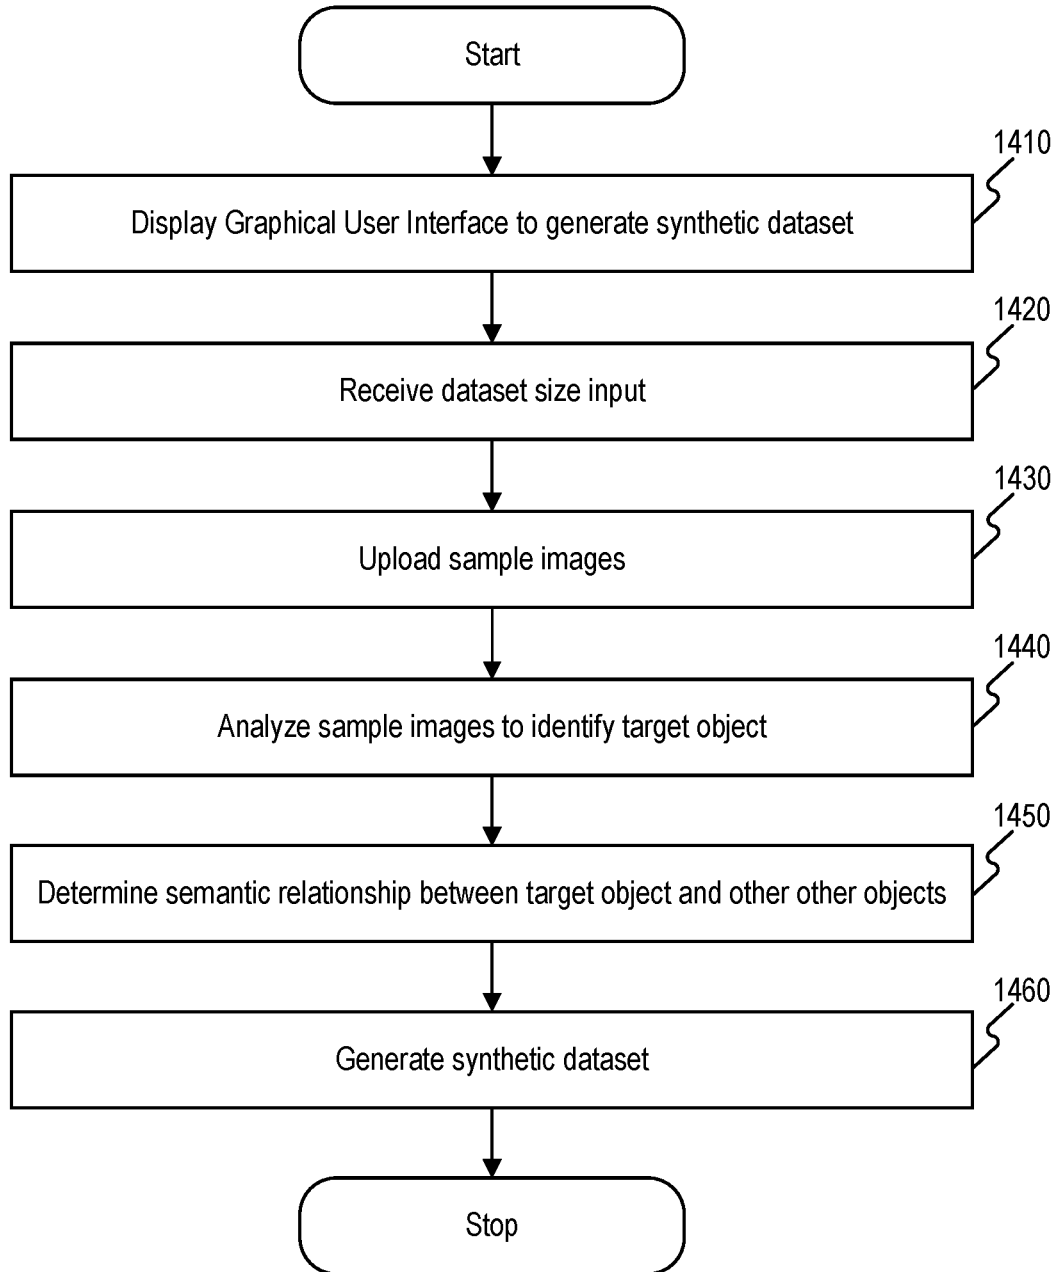 Start
1410
Display Graphical User Interface to generate synthetic dataset
1420
Receive dataset size input
1430
Upload sample images
1440
Analyze sample images to identify target object
1450
Determine semantic relationship between target object and other other objects
1460
Generate synthetic dataset
Stop